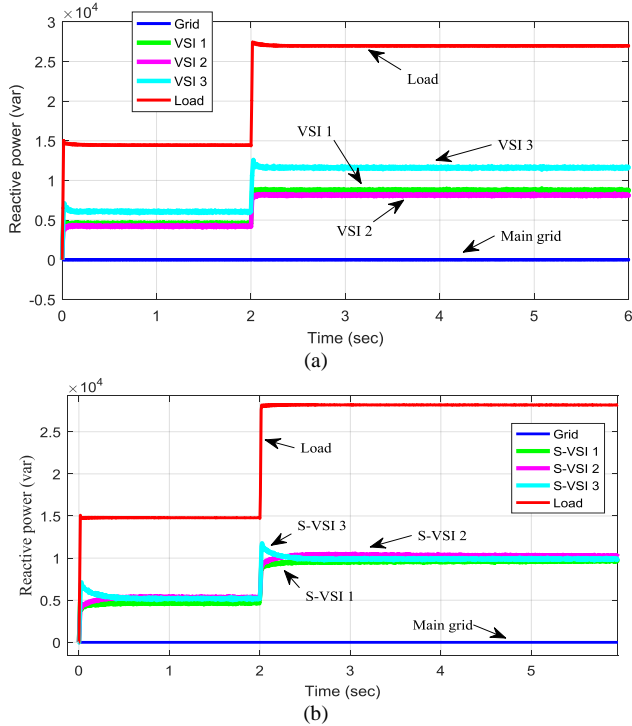 ×10⁴
3
2.5
2
1.5
1
0.5
0
-0.5
Reactive power (var)
Grid
VSI 1
VSI 2
VSI 3
Load
Load
VSI 1
VSI 3
VSI 2
Main grid
0 1 2 3 4 5 6
Time (sec)
(a)
×10⁴
2.5
2
1.5
1
0.5
0
Reactive power (var)
Grid
S-VSI 1
S-VSI 2
S-VSI 3
Load
Load
S-VSI 3
S-VSI 2
S-VSI 1
Main grid
0 1 2 3 4 5
Time (sec)
(b)